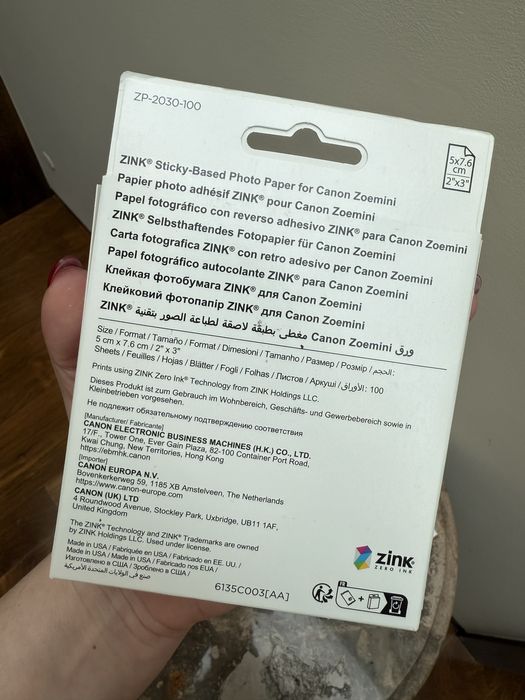 ZP-2030-100
5x7.6
cm
2"x3"
ZINK® Sticky-Based Photo Paper for Canon Zoemini
Papier photo adhésif ZINK® pour Canon Zoemini
Papel fotográfico con reverso adhesivo ZINK® para Canon Zoemini
ZINK® Selbsthaftendes Fotopapier für Canon Zoemini
Carta fotografica ZINK® con retro adesivo per Canon Zoemini
Papel fotográfico autocolante ZINK® para Canon Zoemini
Клейкая фотобумага ZINK® для Canon Zoemini
Клейковий фотопапір ZINK® для Canon Zoemini
ورق Canon Zoemini مغطى بطبقة لاصقة لطباعة الصور بتقنية ZINK®
Size / Format / Tamaño / Format / Dimesioni / Tamanho / Размер / Розмір / الحجم:
5 cm x 7.6 cm / 2" x 3"
Sheets / Feuilles / Hojas / Blätter / Fogli / Folhas / Листов / Аркуші / الأوراق: 100
Prints using ZINK Zero Ink® Technology from ZINK Holdings LLC.
Dieses Produkt ist zum Gebrauch im Wohnbereich, Geschäfts- und Gewerbebereich sowie in
Kleinbetrieben vorgesehen.
Не подлежит обязательному подтверждению соответствия
[Manufacturer/ Fabricante]
CANON ELECTRONIC BUSINESS MACHINES (H.K.) CO., LTD.
17/F., Tower One, Ever Gain Plaza, 82-100 Container Port Road,
Kwai Chung, New Territories, Hong Kong
https://ebmhk.canon
[Importer]
CANON EUROPA N.V.
Bovenkerkerweg 59, 1185 XB Amstelveen, The Netherlands
https://www.canon-europe.com
CANON (UK) LTD
4 Roundwood Avenue, Stockley Park, Uxbridge, UB11 1AF,
United Kingdom
The ZINK® Technology and ZINK® Trademarks are owned
by ZINK Holdings LLC. Used under license.
Made in USA / Fabriquée en USA / Fabricado en EE. UU. /
Made in USA / Made in USA / Fabricado nos EUA /
Изготовлено в США / Зроблено в США /
صنع في الولايات المتحدة الأمريكية
ZINK®
ZERO INK
6135C003[AA]
FR
+